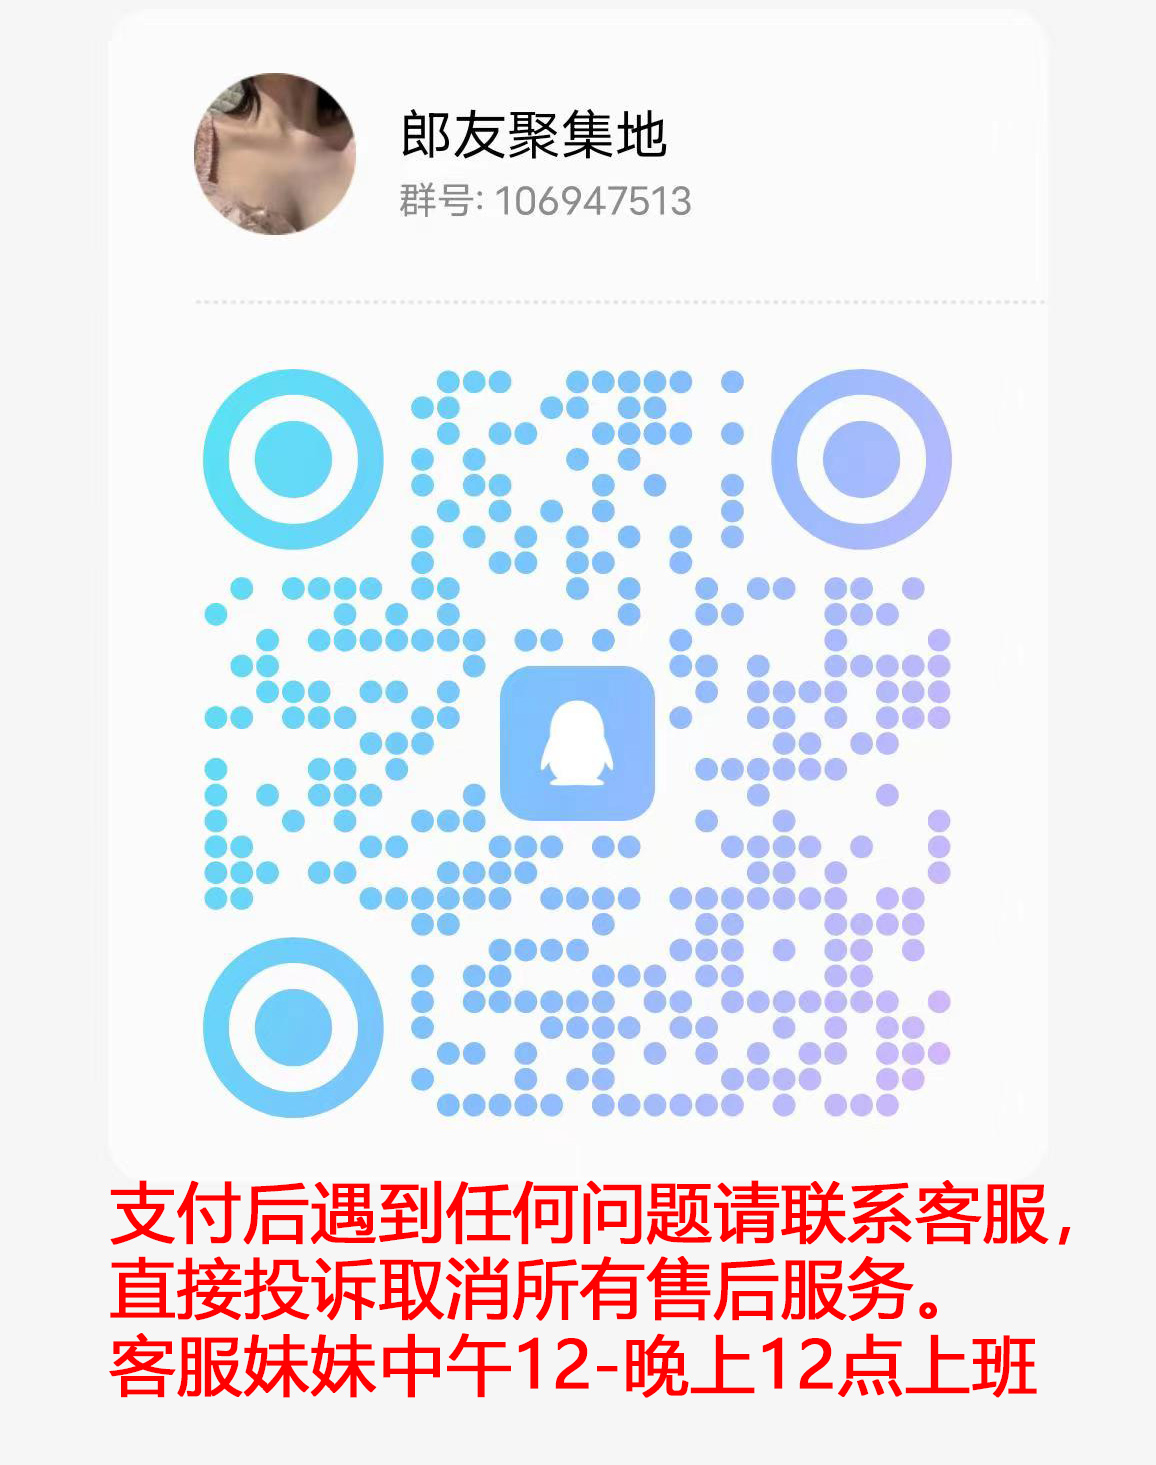 郎友聚集地
群号: 106947513
支付后遇到任何问题请联系客服，
直接投诉取消所有售后服务。
客服妹妹中午12-晚上12点上班